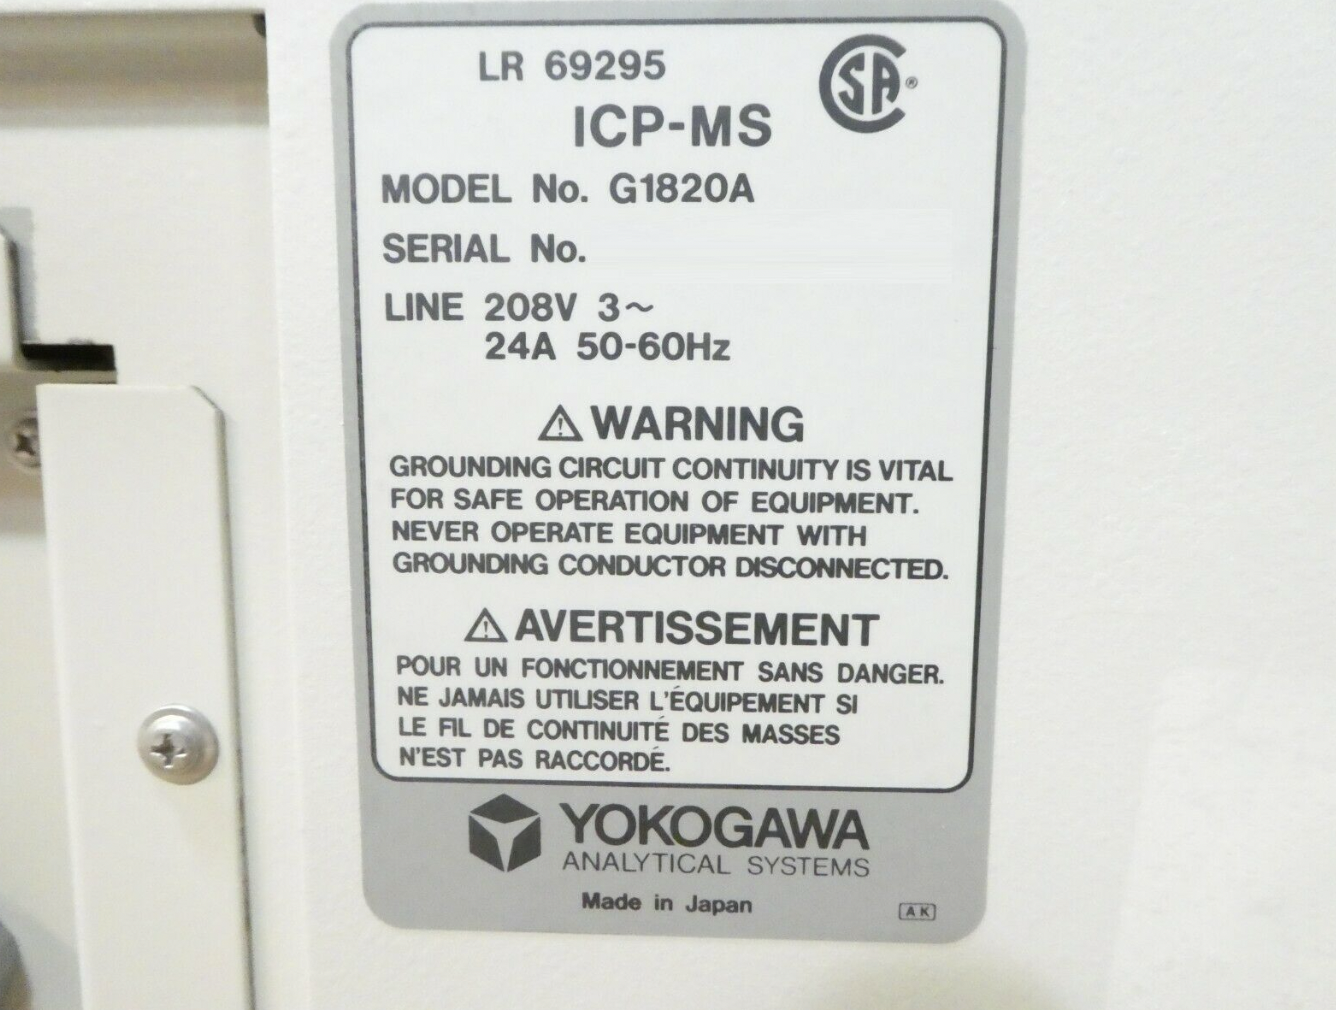 LR 69295
CSA®
ICP-MS
MODEL No. G1820A
SERIAL No.
LINE 208V 3~
24A 50-60Hz
⚠ WARNING
GROUNDING CIRCUIT CONTINUITY IS VITAL
FOR SAFE OPERATION OF EQUIPMENT.
NEVER OPERATE EQUIPMENT WITH
GROUNDING CONDUCTOR DISCONNECTED.
⚠ AVERTISSEMENT
POUR UN FONCTIONNEMENT SANS DANGER.
NE JAMAIS UTILISER L'ÉQUIPEMENT SI
LE FIL DE CONTINUITÉ DES MASSES
N'EST PAS RACCORDÉ.
YOKOGAWA
ANALYTICAL SYSTEMS
Made in Japan
AK